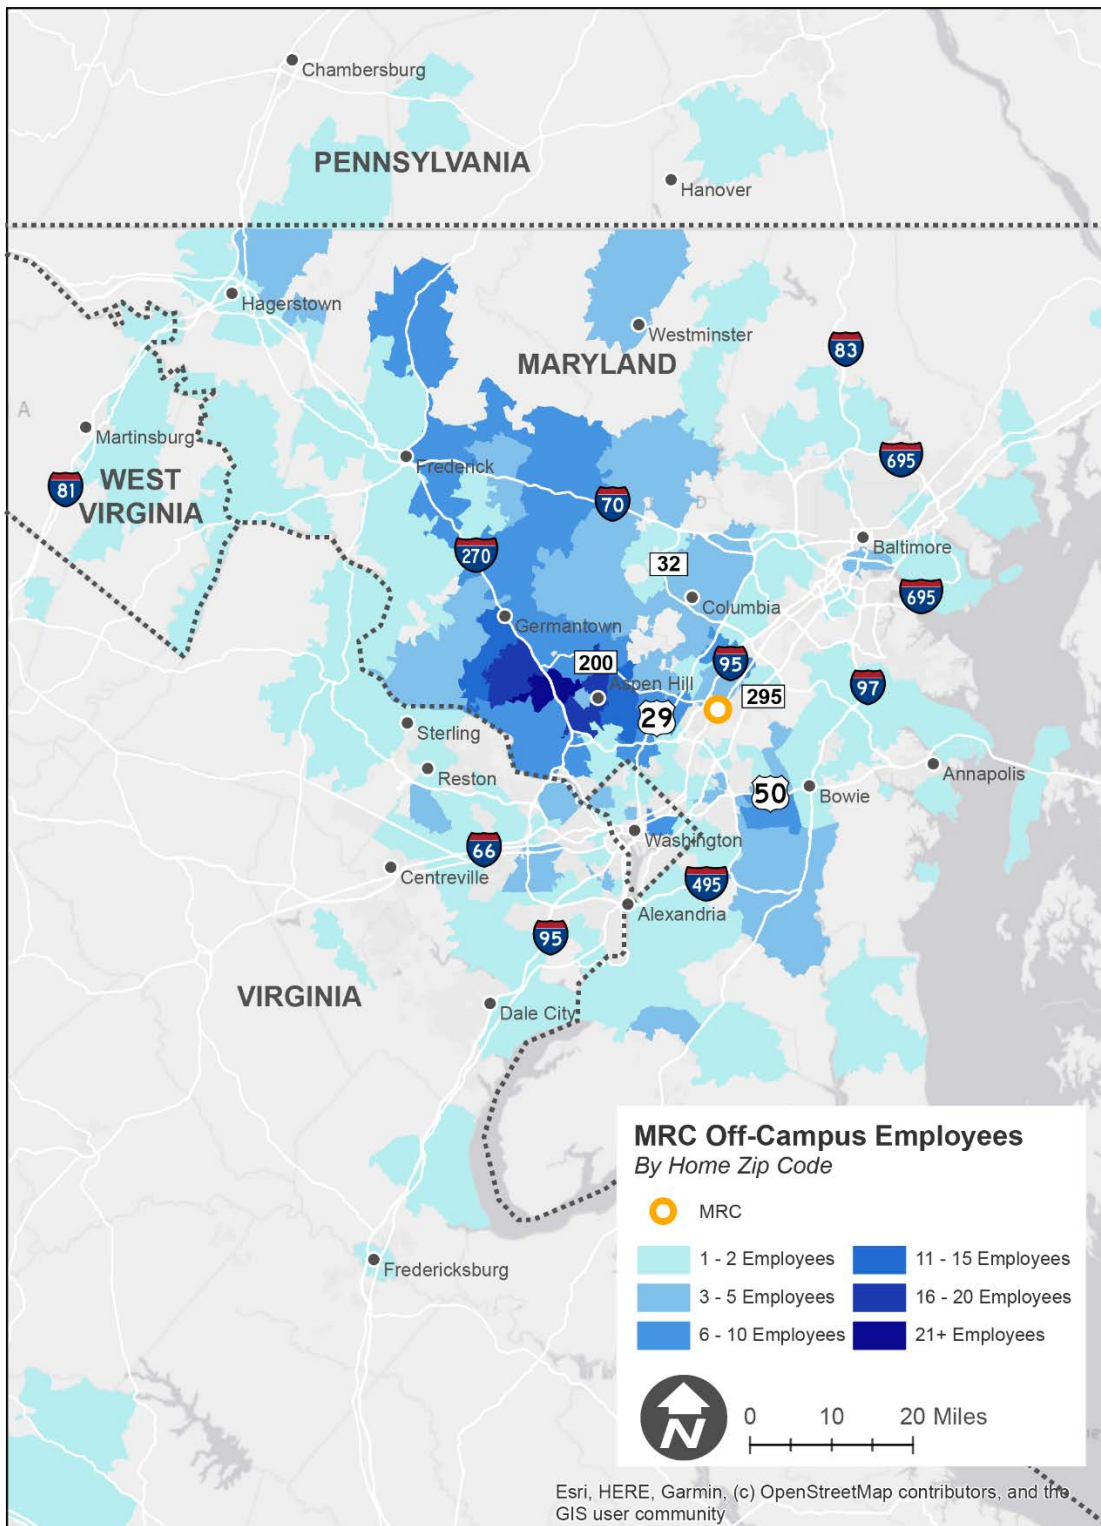 Chambersburg
PENNSYLVANIA
Hanover
Hagerstown
Westminster
MARYLAND
83
A
Martinsburg
Frederick
695
81
WEST
VIRGINIA
70
D
270
32
Baltimore
Columbia
695
Germantown
200
95
Aspen Hill
97
295
29
Sterling
Reston
Annapolis
50
Bowie
Washington
66
Centreville
495
Alexandria
95
VIRGINIA
Dale City
MRC Off-Campus Employees
By Home Zip Code
MRC
1 - 2 Employees
11 - 15 Employees
3 - 5 Employees
16 - 20 Employees
6 - 10 Employees
21+ Employees
Fredericksburg
N
0 10 20 Miles
Esri, HERE, Garmin, (c) OpenStreetMap contributors, and the
GIS user community